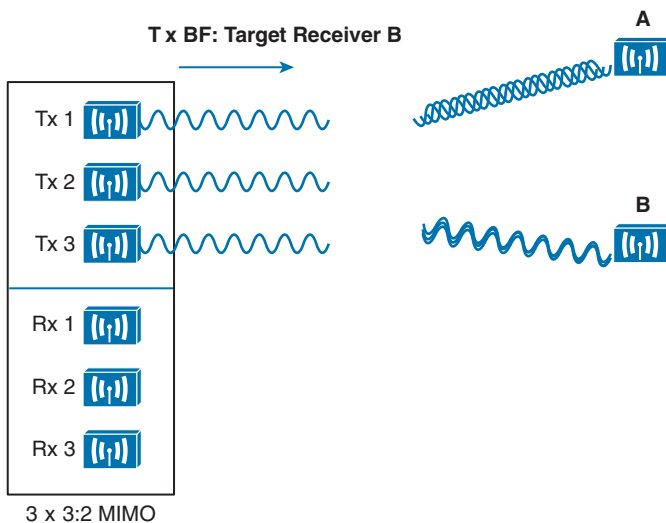 A
T x BF: Target Receiver B
Tx 1
Tx 2
B
Tx 3
Rx 1
Rx 2
Rx 3
3 x 3:2 MIMO